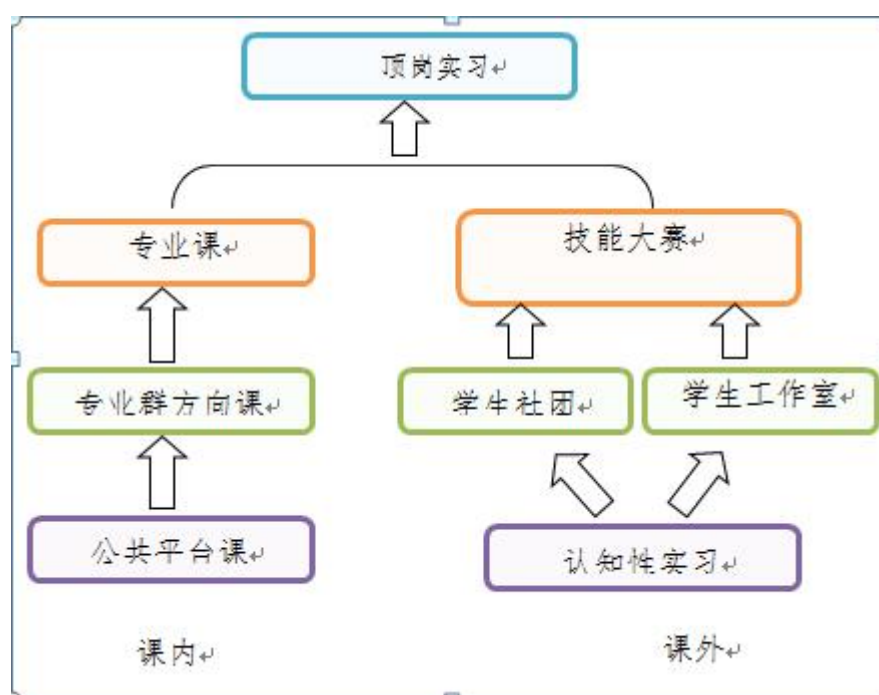 顶岗实习
专业课
技能大赛
专业群方向课
学生社团
学生工作室
公共平台课
认知性实习
课内
课外